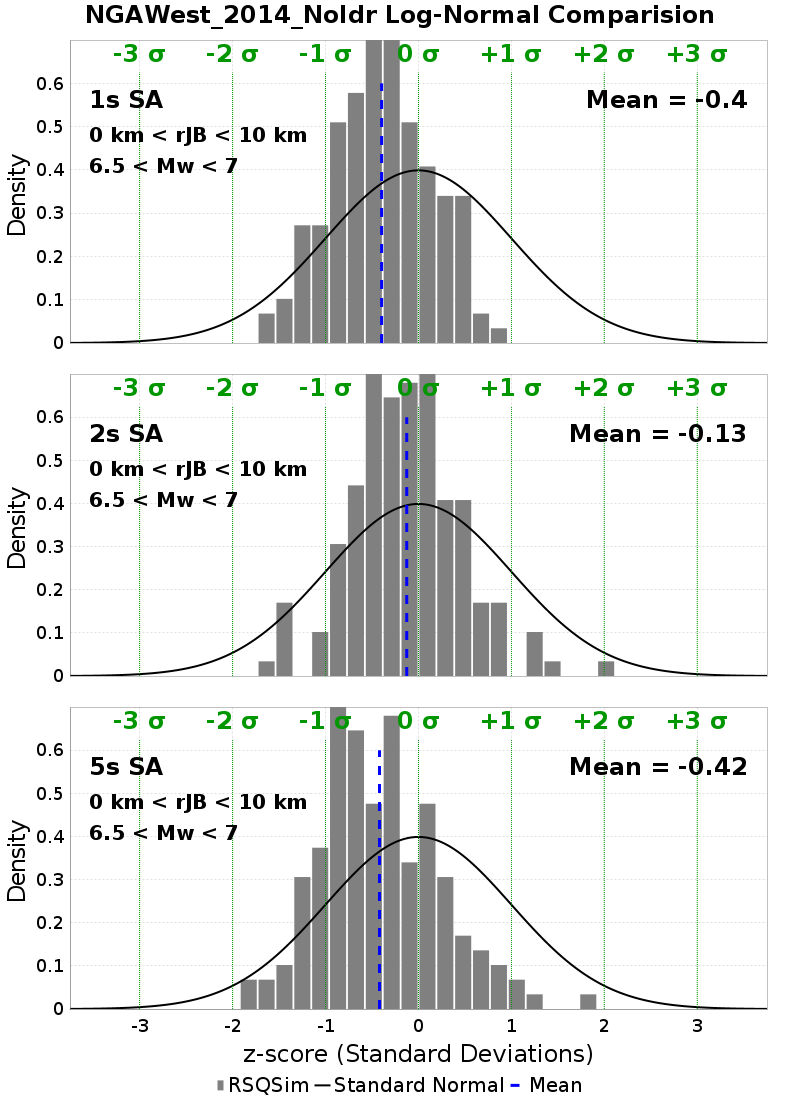 NGAWest_2014_NoIdr Log-Normal Comparision
-3 σ -2 σ -1 σ 0 σ +1 σ +2 σ +3 σ
1s SA
Mean = -0.4
0 km < rJB < 10 km
6.5 < Mw < 7
Density
0.6
0.5
0.4
0.3
0.2
0.1
0
-3 σ -2 σ -1 σ 0 σ +1 σ +2 σ +3 σ
2s SA
Mean = -0.13
0 km < rJB < 10 km
6.5 < Mw < 7
Density
0.6
0.5
0.4
0.3
0.2
0.1
0
-3 σ -2 σ -1 σ 0 σ +1 σ +2 σ +3 σ
5s SA
Mean = -0.42
0 km < rJB < 10 km
6.5 < Mw < 7
Density
0.6
0.5
0.4
0.3
0.2
0.1
0
-3 -2 -1 0 1 2 3
z-score (Standard Deviations)
RSQSim Standard Normal Mean